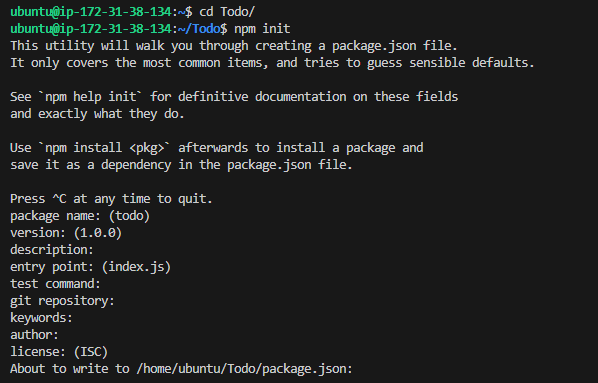 ubuntu@ip-172-31-38-134:~$ cd Todo/
ubuntu@ip-172-31-38-134:~/Todo$ npm init
This utility will walk you through creating a package.json file.
It only covers the most common items, and tries to guess sensible defaults.

See `npm help init` for definitive documentation on these fields
and exactly what they do.

Use `npm install <pkg>` afterwards to install a package and
save it as a dependency in the package.json file.

Press ^C at any time to quit.
package name: (todo)
version: (1.0.0)
description:
entry point: (index.js)
test command:
git repository:
keywords:
author:
license: (ISC)
About to write to /home/ubuntu/Todo/package.json: